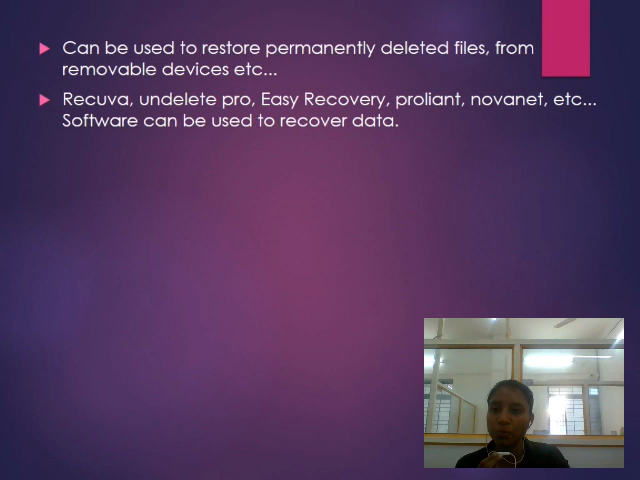 Can be used to restore permanently deleted files, from
removable devices etc...
Recuva, undelete pro, Easy Recovery, proliant, novanet, etc...
Software can be used to recover data.